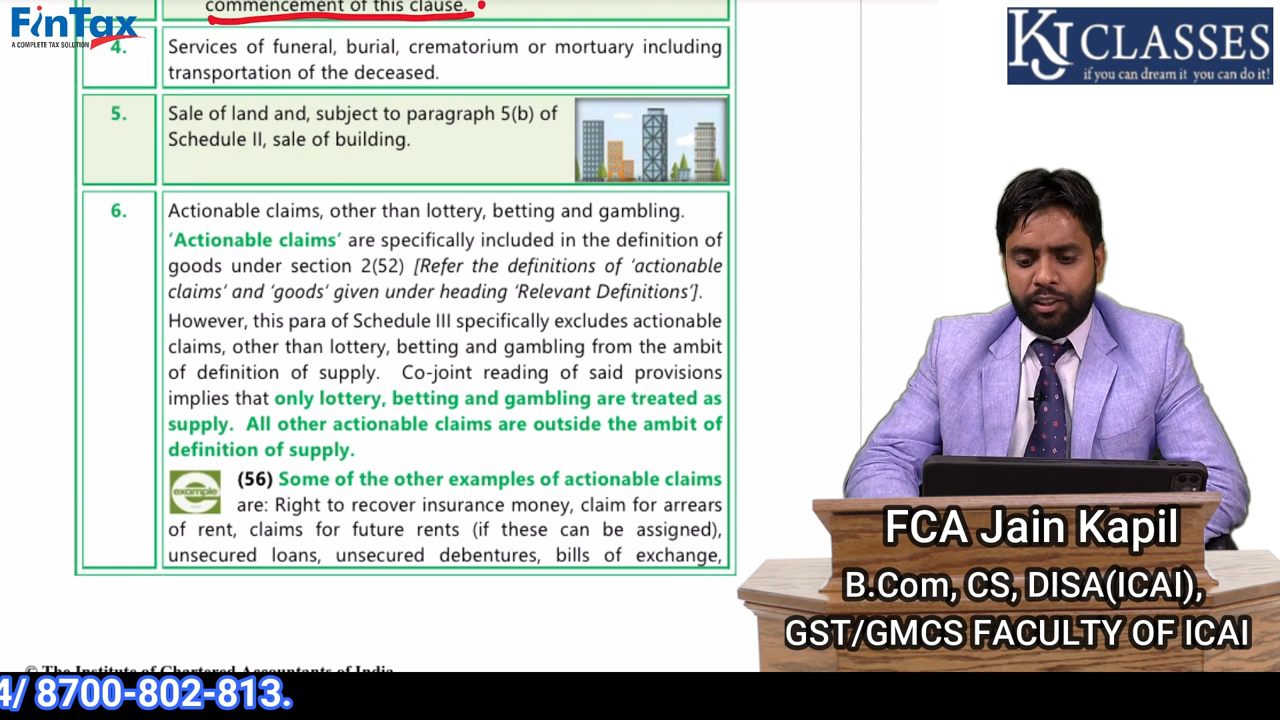 commencement of this clause.
FinTax
A COMPLETE TAX SOLUTION
KJ CLASSES
if you can dream it you can do it!
4.
Services of funeral, burial, crematorium or mortuary including
transportation of the deceased.
5.
Sale of land and, subject to paragraph 5(b) of
Schedule II, sale of building.
6.
Actionable claims, other than lottery, betting and gambling.
'Actionable claims' are specifically included in the definition of
goods under section 2(52) [Refer the definitions of 'actionable
claims' and 'goods' given under heading 'Relevant Definitions'].
However, this para of Schedule III specifically excludes actionable
claims, other than lottery, betting and gambling from the ambit
of definition of supply. Co-joint reading of said provisions
implies that only lottery, betting and gambling are treated as
supply. All other actionable claims are outside the ambit of
definition of supply.
example
(56) Some of the other examples of actionable claims
are: Right to recover insurance money, claim for arrears
of rent, claims for future rents (if these can be assigned),
unsecured loans, unsecured debentures, bills of exchange,
FCA Jain Kapil
B.Com, CS, DISA(ICAI),
GST/GMCS FACULTY OF ICAI
© The Institute of Chartered Accountants of India
4/ 8700-802-813.